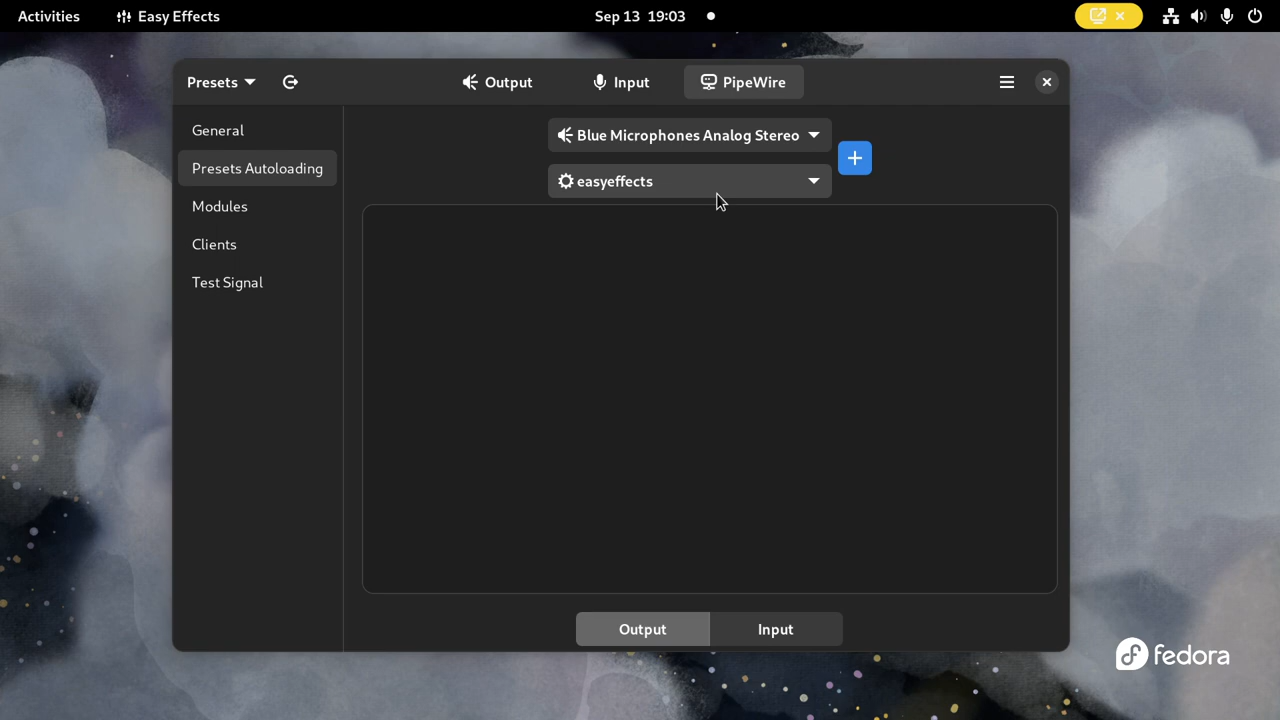 Activities Easy Effects Sep 13 19:03
Presets Output Input PipeWire
General
Presets Autoloading
Modules
Clients
Test Signal
Blue Microphones Analog Stereo
easyeffects
Output Input
fedora